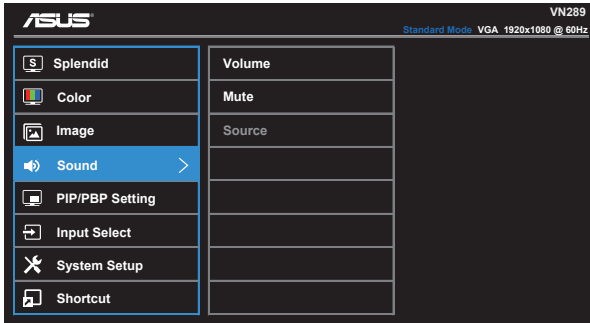 ASUS
VN289
Standard Mode VGA 1920x1080 @ 60Hz
S Splendid
Color
Image
Sound
PIP/PBP Setting
Input Select
System Setup
Shortcut
Volume
Mute
Source